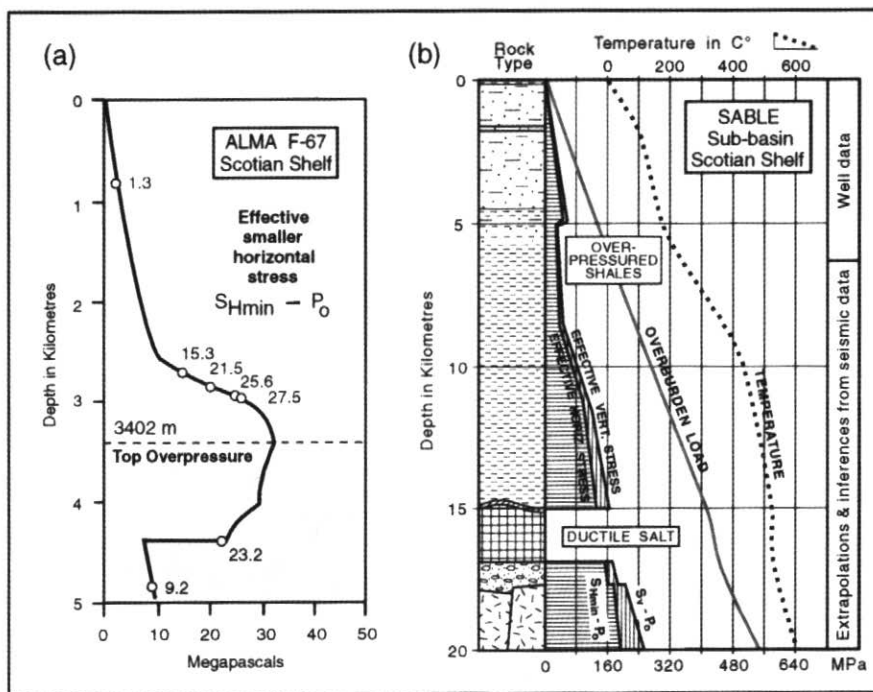 (a)
0
1
2
3
4
5
Depth in Kilometres
ALMA F-67
Scotian Shelf
1.3
Effective
smaller
horizontal
stress
SHmin – Po
15.3
21.5
25.6
27.5
3402 m
Top Overpressure
23.2
9.2
0 10 20 30 40 50
Megapascals
(b)
Rock
Type
Temperature in C°
0 200 400 600
0
5
10
15
20
Depth in Kilometres
SABLE
Sub-basin
Scotian Shelf
OVER-
PRESSURED
SHALES
EFFECTIVE VERT. STRESS
EFFECTIVE HORIZ. STRESS
OVERBURDEN LOAD
TEMPERATURE
DUCTILE SALT
SHmin - Po
Sv - Po
0 160 320 480 640 MPa
Well data
Extrapolations & inferences from seismic data